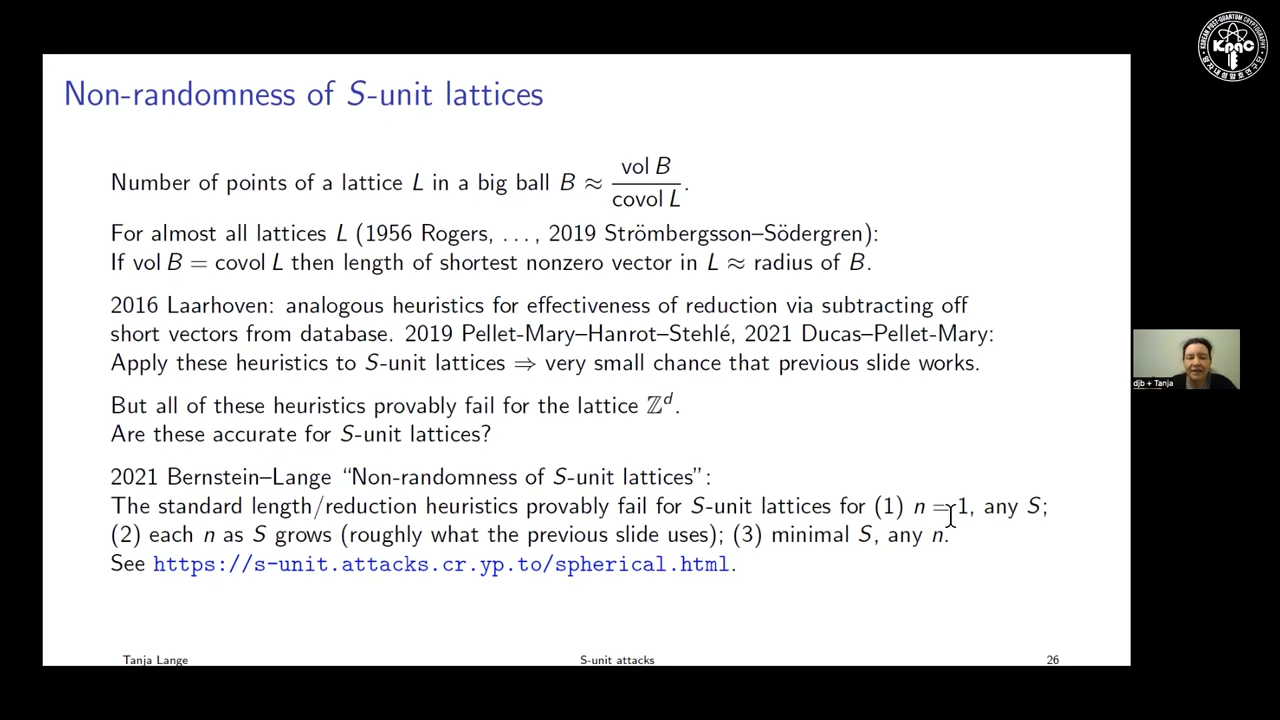 Non-randomness of S-unit lattices
Number of points of a lattice L in a big ball B ≈ vol B / covol L.
For almost all lattices L (1956 Rogers, ..., 2019 Strömbergsson–Södergren):
If vol B = covol L then length of shortest nonzero vector in L ≈ radius of B.
2016 Laarhoven: analogous heuristics for effectiveness of reduction via subtracting off
short vectors from database. 2019 Pellet-Mary–Hanrot–Stehlé, 2021 Ducas–Pellet-Mary:
Apply these heuristics to S-unit lattices ⇒ very small chance that previous slide works.
But all of these heuristics provably fail for the lattice ℤᵈ.
Are these accurate for S-unit lattices?
2021 Bernstein–Lange “Non-randomness of S-unit lattices”:
The standard length/reduction heuristics provably fail for S-unit lattices for (1) n = 1, any S;
(2) each n as S grows (roughly what the previous slide uses); (3) minimal S, any n.
See https://s-unit.attacks.cr.yp.to/spherical.html.
Tanja Lange
S-unit attacks
26
djb + Tanja
KpqC